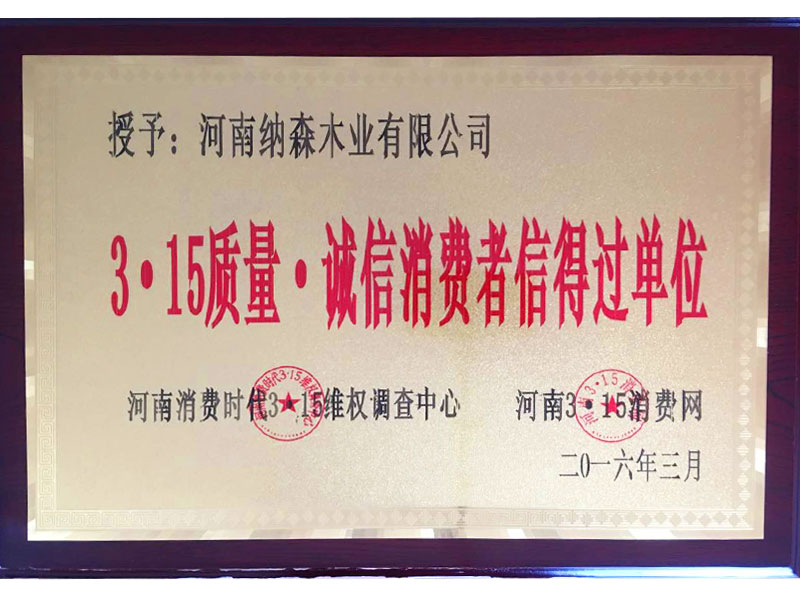 授予：河南纳森木业有限公司
3·15质量·诚信消费者信得过单位
河南消费时代3·15维权调查中心 河南3·15消费网
二〇一六年三月